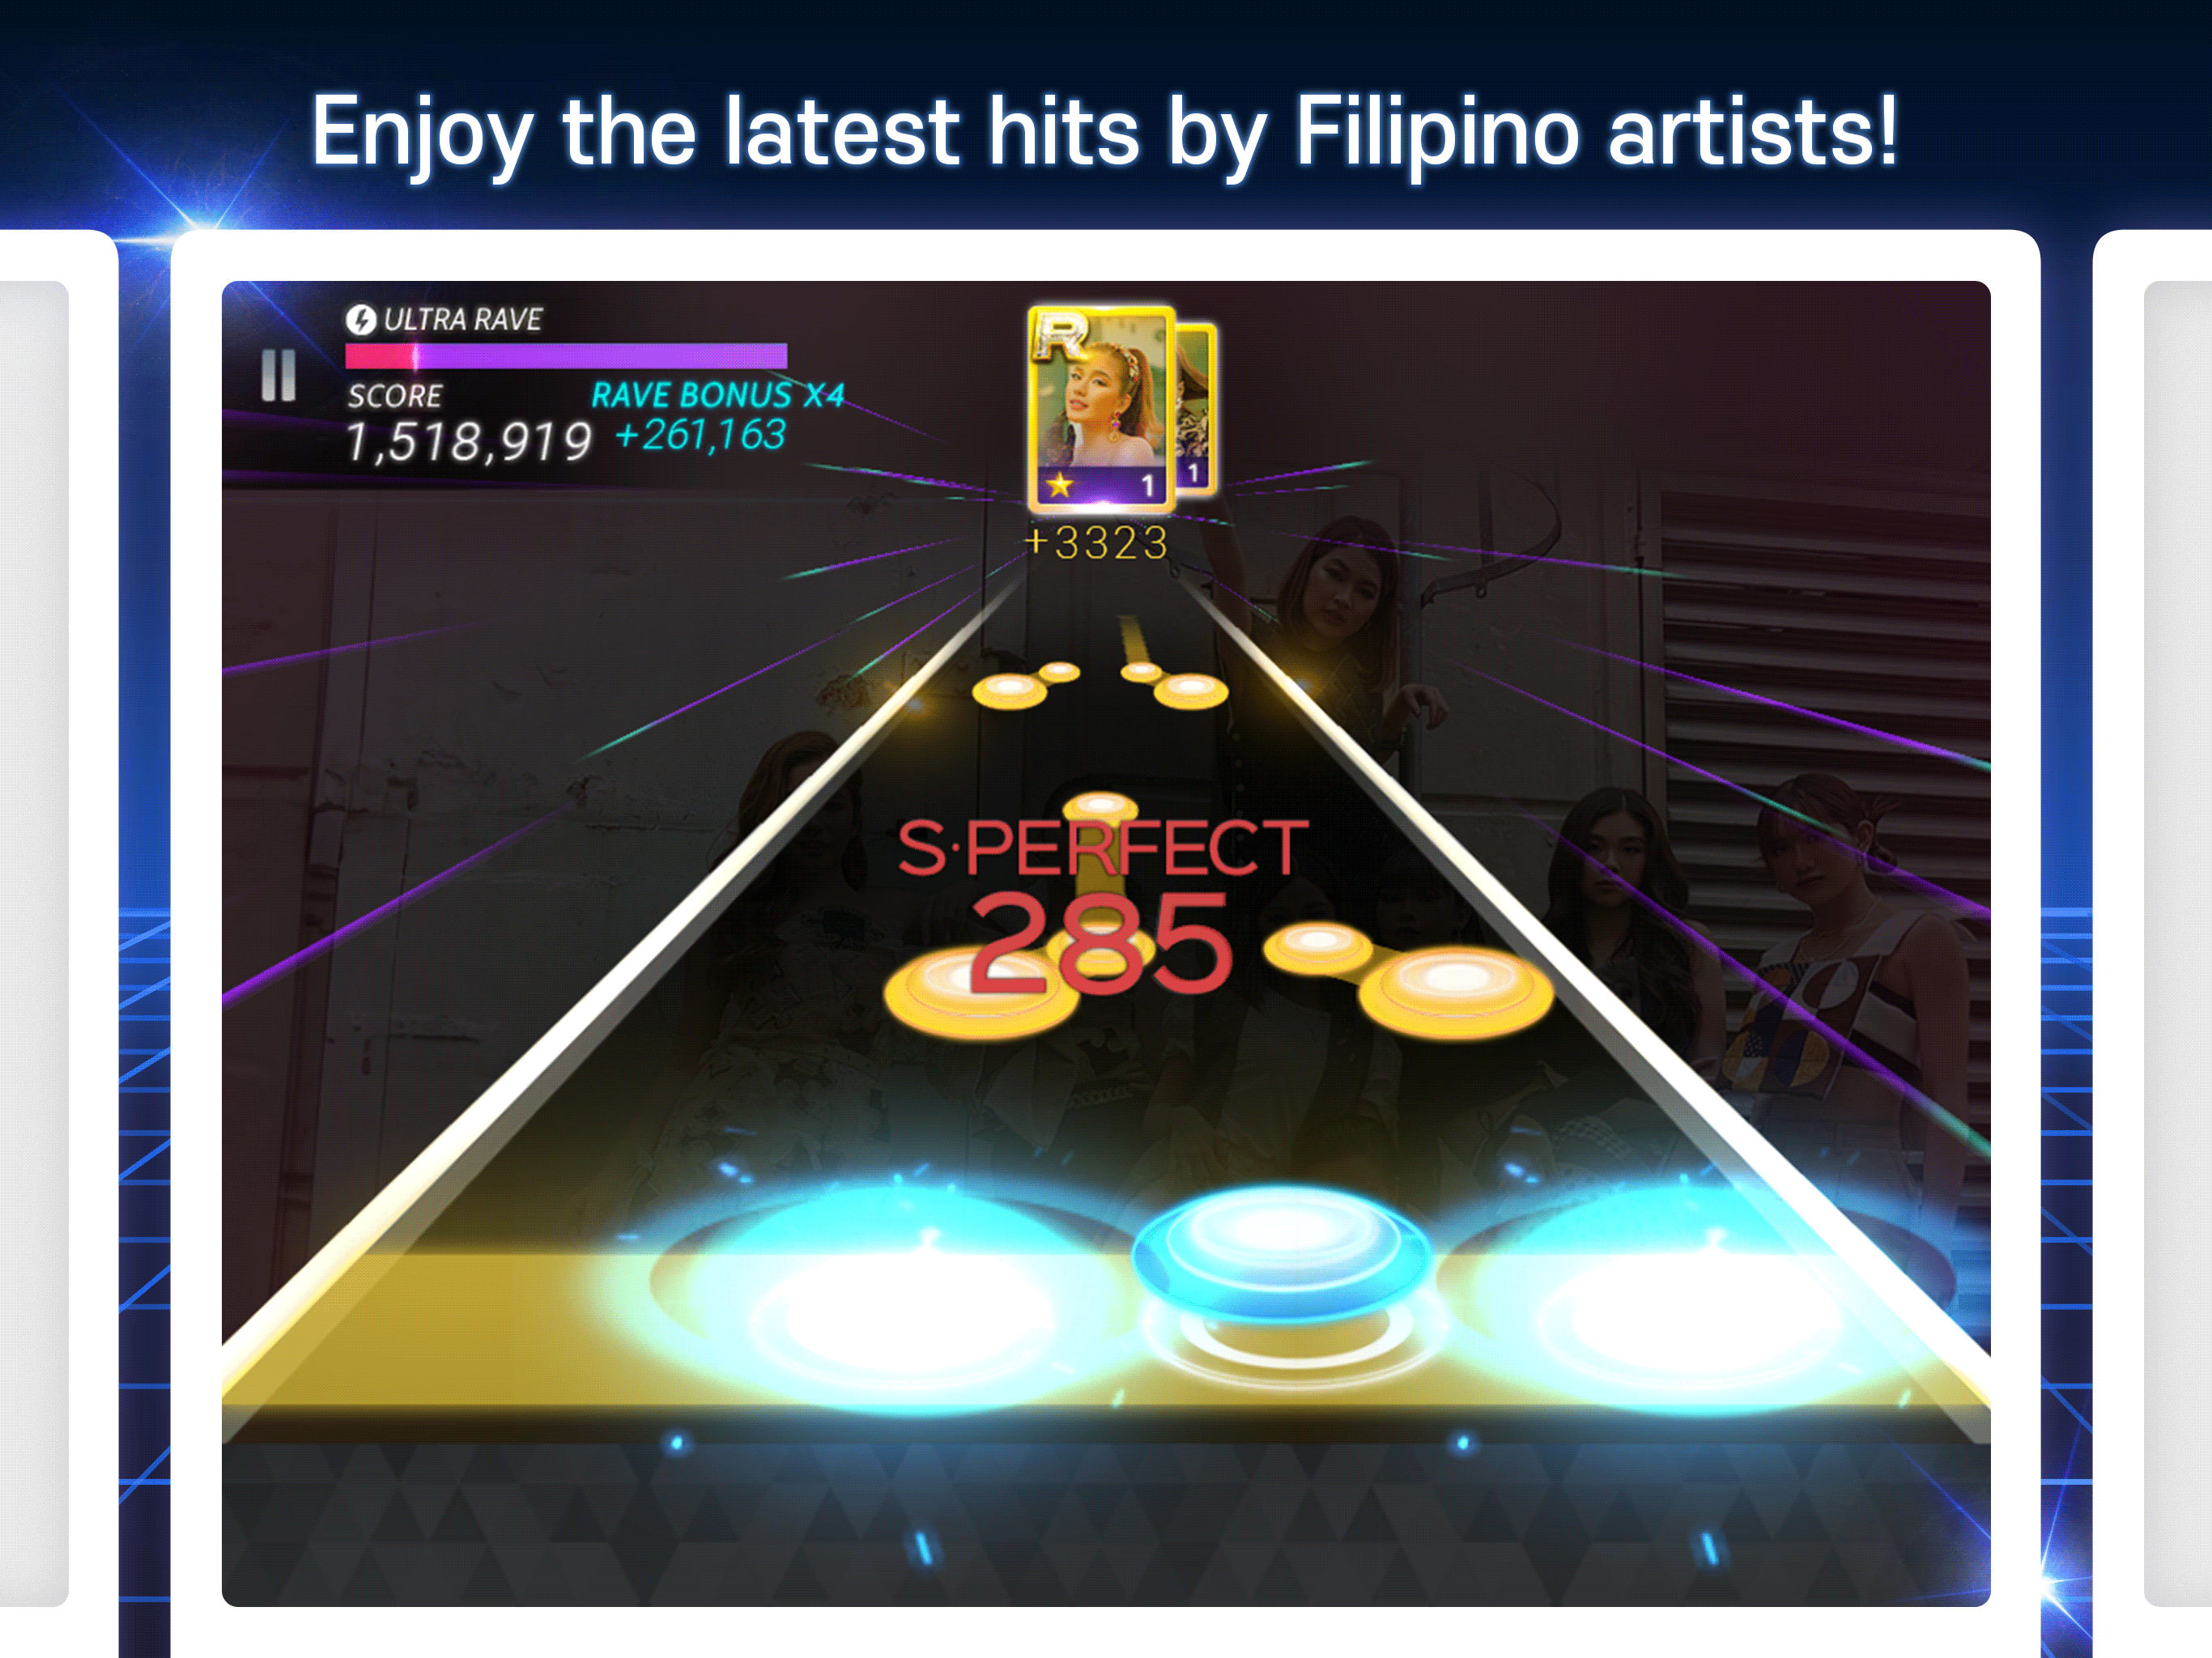 Enjoy the latest hits by Filipino artists!
ULTRA RAVE
SCORE
RAVE BONUS X4
1,518,919
+261,163
R
1
1
+3323
S·PERFECT
285